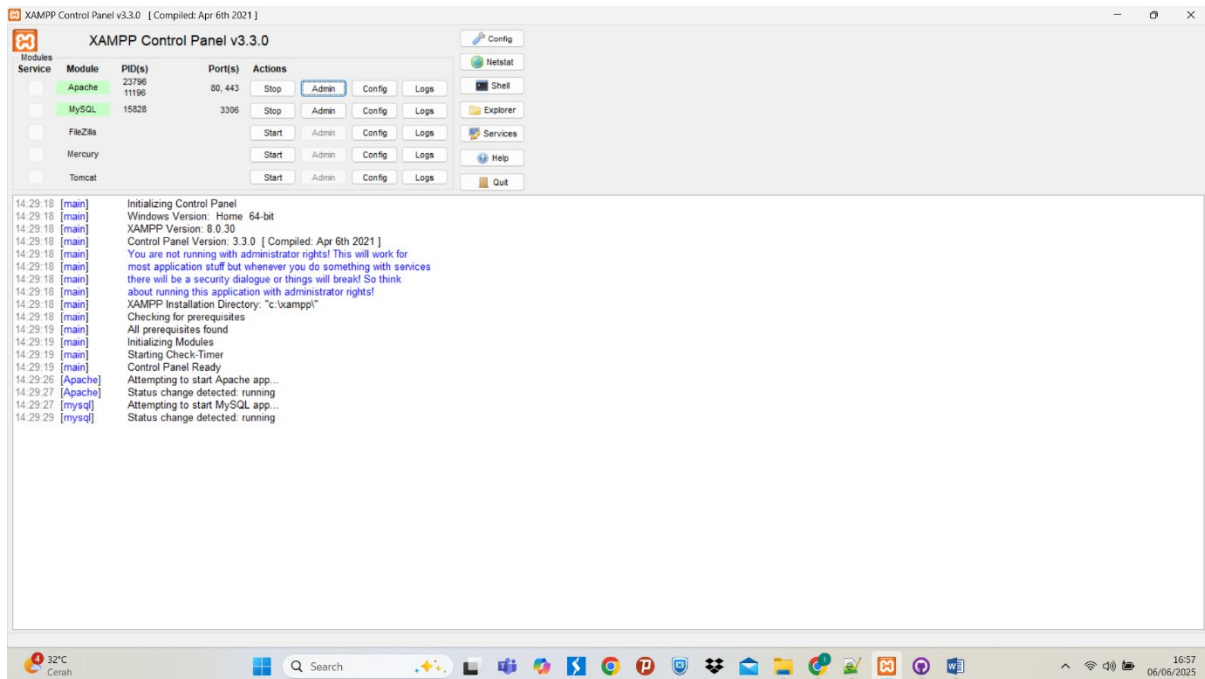 XAMPP Control Panel v3.3.0 [ Compiled: Apr 6th 2021 ]
XAMPP Control Panel v3.3.0
Modules
Service Module PID(s) Port(s) Actions
Apache 23796 11196 80, 443 Stop Admin Config Logs
MySQL 15828 3306 Stop Admin Config Logs
FileZilla Start Admin Config Logs
Mercury Start Admin Config Logs
Tomcat Start Admin Config Logs
Config
Netstat
Shell
Explorer
Services
Help
Quit
14:29:18 [main] Initializing Control Panel
14:29:18 [main] Windows Version: Home 64-bit
14:29:18 [main] XAMPP Version: 8.0.30
14:29:18 [main] Control Panel Version: 3.3.0 [ Compiled: Apr 6th 2021 ]
14:29:18 [main] You are not running with administrator rights! This will work for
14:29:18 [main] most application stuff but whenever you do something with services
14:29:18 [main] there will be a security dialogue or things will break! So think
14:29:18 [main] about running this application with administrator rights!
14:29:18 [main] XAMPP Installation Directory: "c:\xampp\"
14:29:18 [main] Checking for prerequisites
14:29:19 [main] All prerequisites found
14:29:19 [main] Initializing Modules
14:29:19 [main] Starting Check-Timer
14:29:19 [main] Control Panel Ready
14:29:26 [Apache] Attempting to start Apache app...
14:29:27 [Apache] Status change detected: running
14:29:27 [mysql] Attempting to start MySQL app...
14:29:29 [mysql] Status change detected: running
4
32°C
Cerah
Search
16:57
06/06/2025